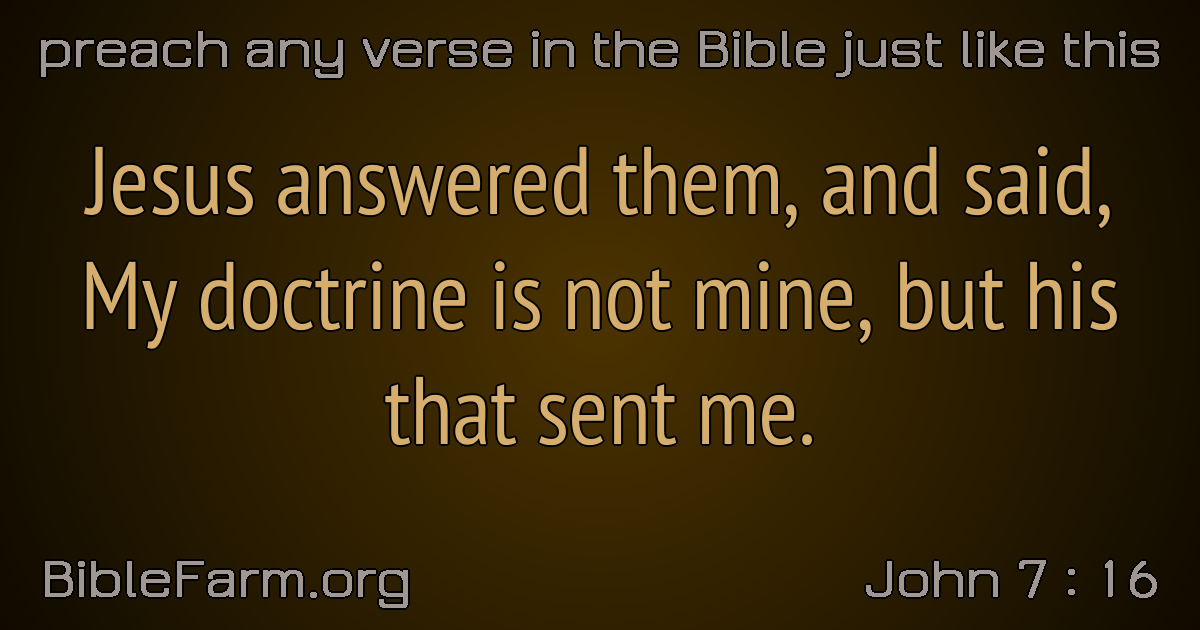 preach any verse in the Bible just like this
Jesus answered them, and said,
My doctrine is not mine, but his
that sent me.
BibleFarm.org
John 7 : 16